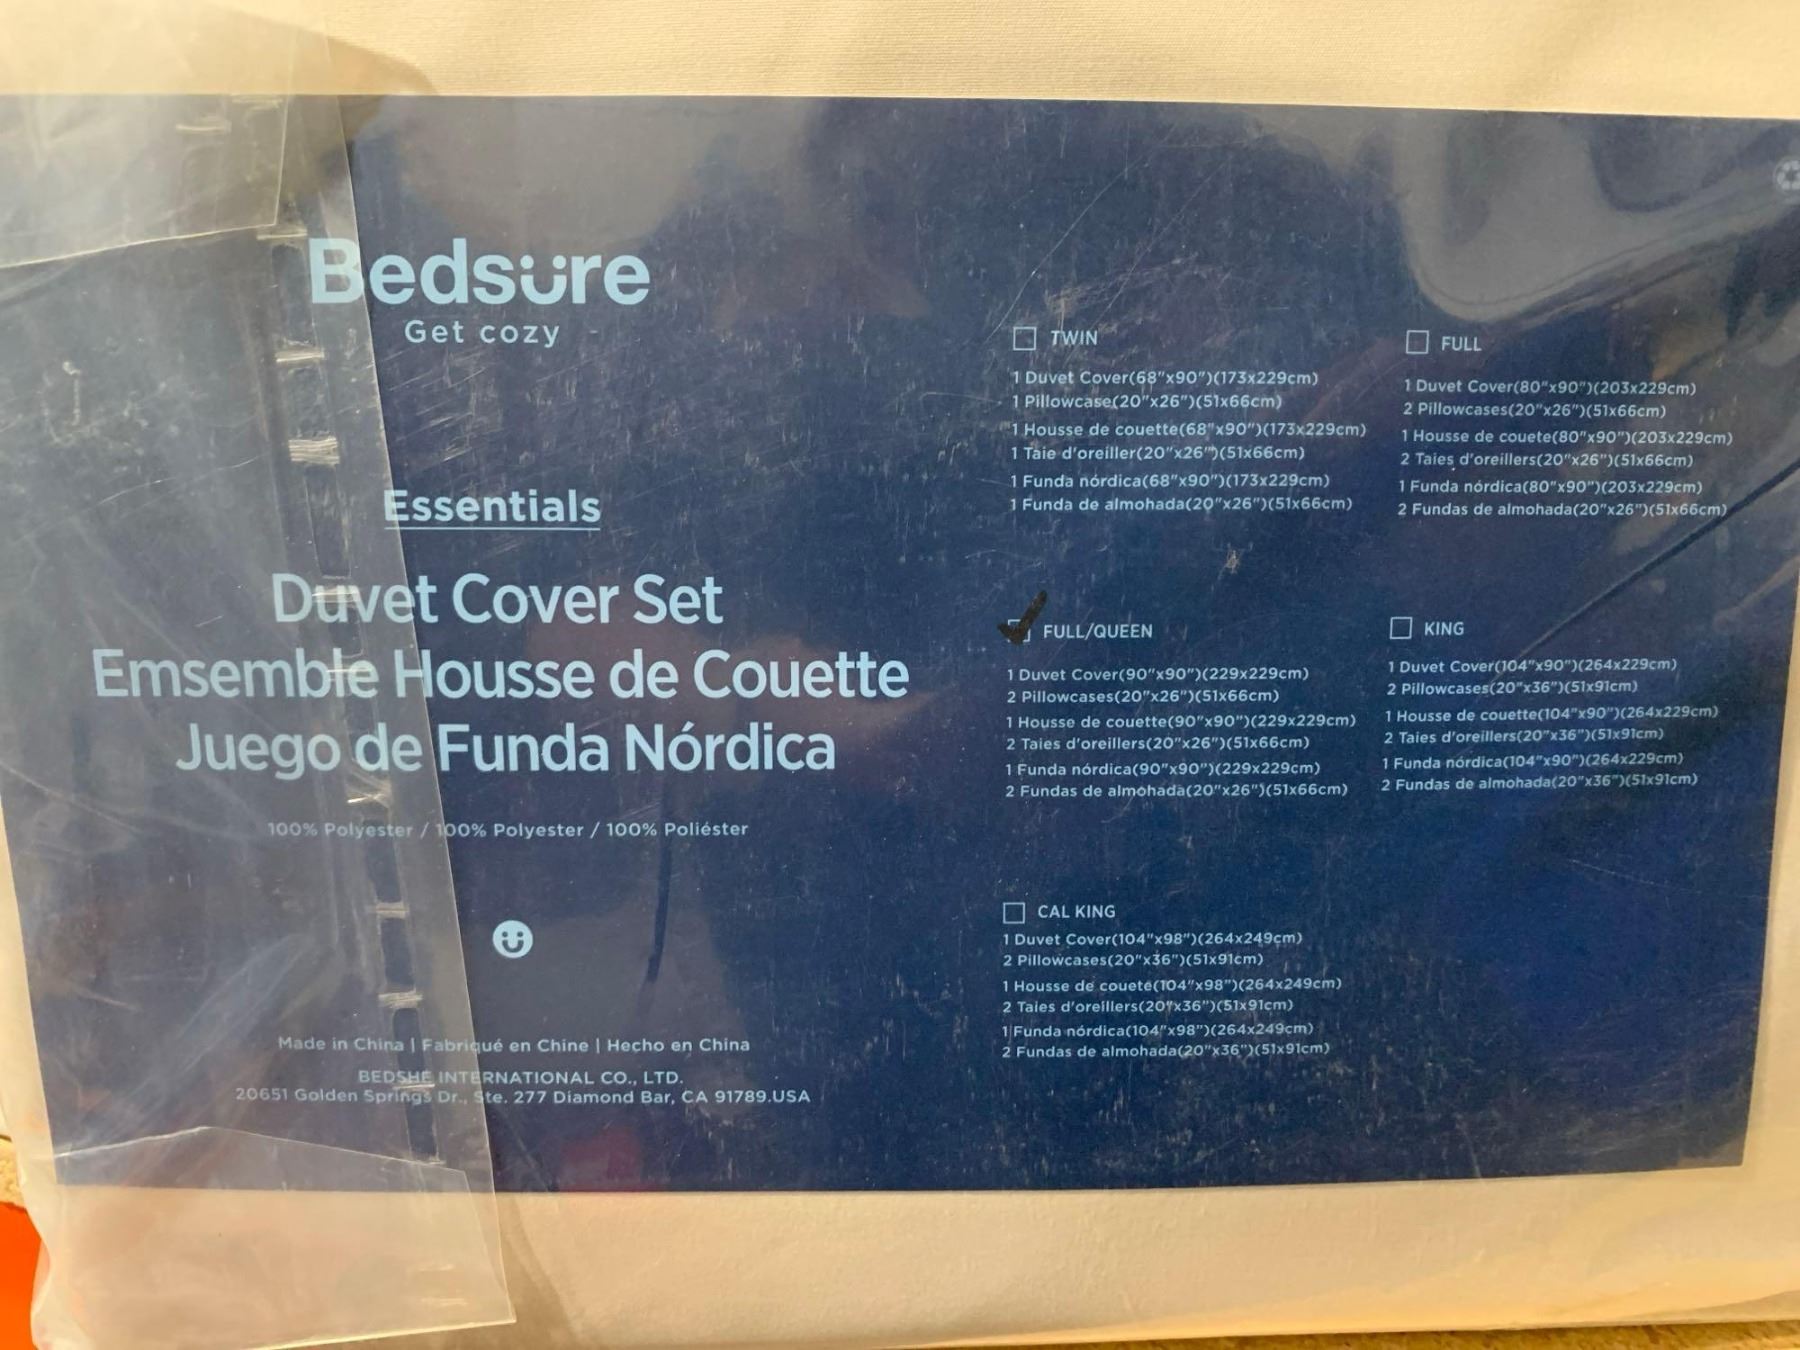 Bedsure
Get cozy
Essentials
Duvet Cover Set
Emsemble Housse de Couette
Juego de Funda Nórdica
100% Polyester / 100% Polyester / 100% Poliéster
Made in China | Fabriqué en Chine | Hecho en China
BEDSHE INTERNATIONAL CO., LTD.
20651 Golden Springs Dr., Ste. 277 Diamond Bar, CA 91789.USA
TWIN
1 Duvet Cover(68"x90")(173x229cm)
1 Pillowcase(20"x26")(51x66cm)
1 Housse de couette(68"x90")(173x229cm)
1 Taie d'oreiller(20"x26")(51x66cm)
1 Funda nórdica(68"x90")(173x229cm)
1 Funda de almohada(20"x26")(51x66cm)
FULL
1 Duvet Cover(80"x90")(203x229cm)
2 Pillowcases(20"x26")(51x66cm)
1 Housse de couete(80"x90")(203x229cm)
2 Taies d'oreillers(20"x26")(51x66cm)
1 Funda nórdica(80"x90")(203x229cm)
2 Fundas de almohada(20"x26")(51x66cm)
FULL/QUEEN
1 Duvet Cover(90"x90")(229x229cm)
2 Pillowcases(20"x26")(51x66cm)
1 Housse de couette(90"x90")(229x229cm)
2 Taies d'oreillers(20"x26")(51x66cm)
1 Funda nórdica(90"x90")(229x229cm)
2 Fundas de almohada(20"x26")(51x66cm)
KING
1 Duvet Cover(104"x90")(264x229cm)
2 Pillowcases(20"x36")(51x91cm)
1 Housse de couette(104"x90")(264x229cm)
2 Taies d'oreillers(20"x36")(51x91cm)
1 Funda nórdica(104"x90")(264x229cm)
2 Fundas de almohada(20"x36")(51x91cm)
CAL KING
1 Duvet Cover(104"x98")(264x249cm)
2 Pillowcases(20"x36")(51x91cm)
1 Housse de couete(104"x98")(264x249cm)
2 Taies d'oreillers(20"x36")(51x91cm)
1 Funda nórdica(104"x98")(264x249cm)
2 Fundas de almohada(20"x36")(51x91cm)